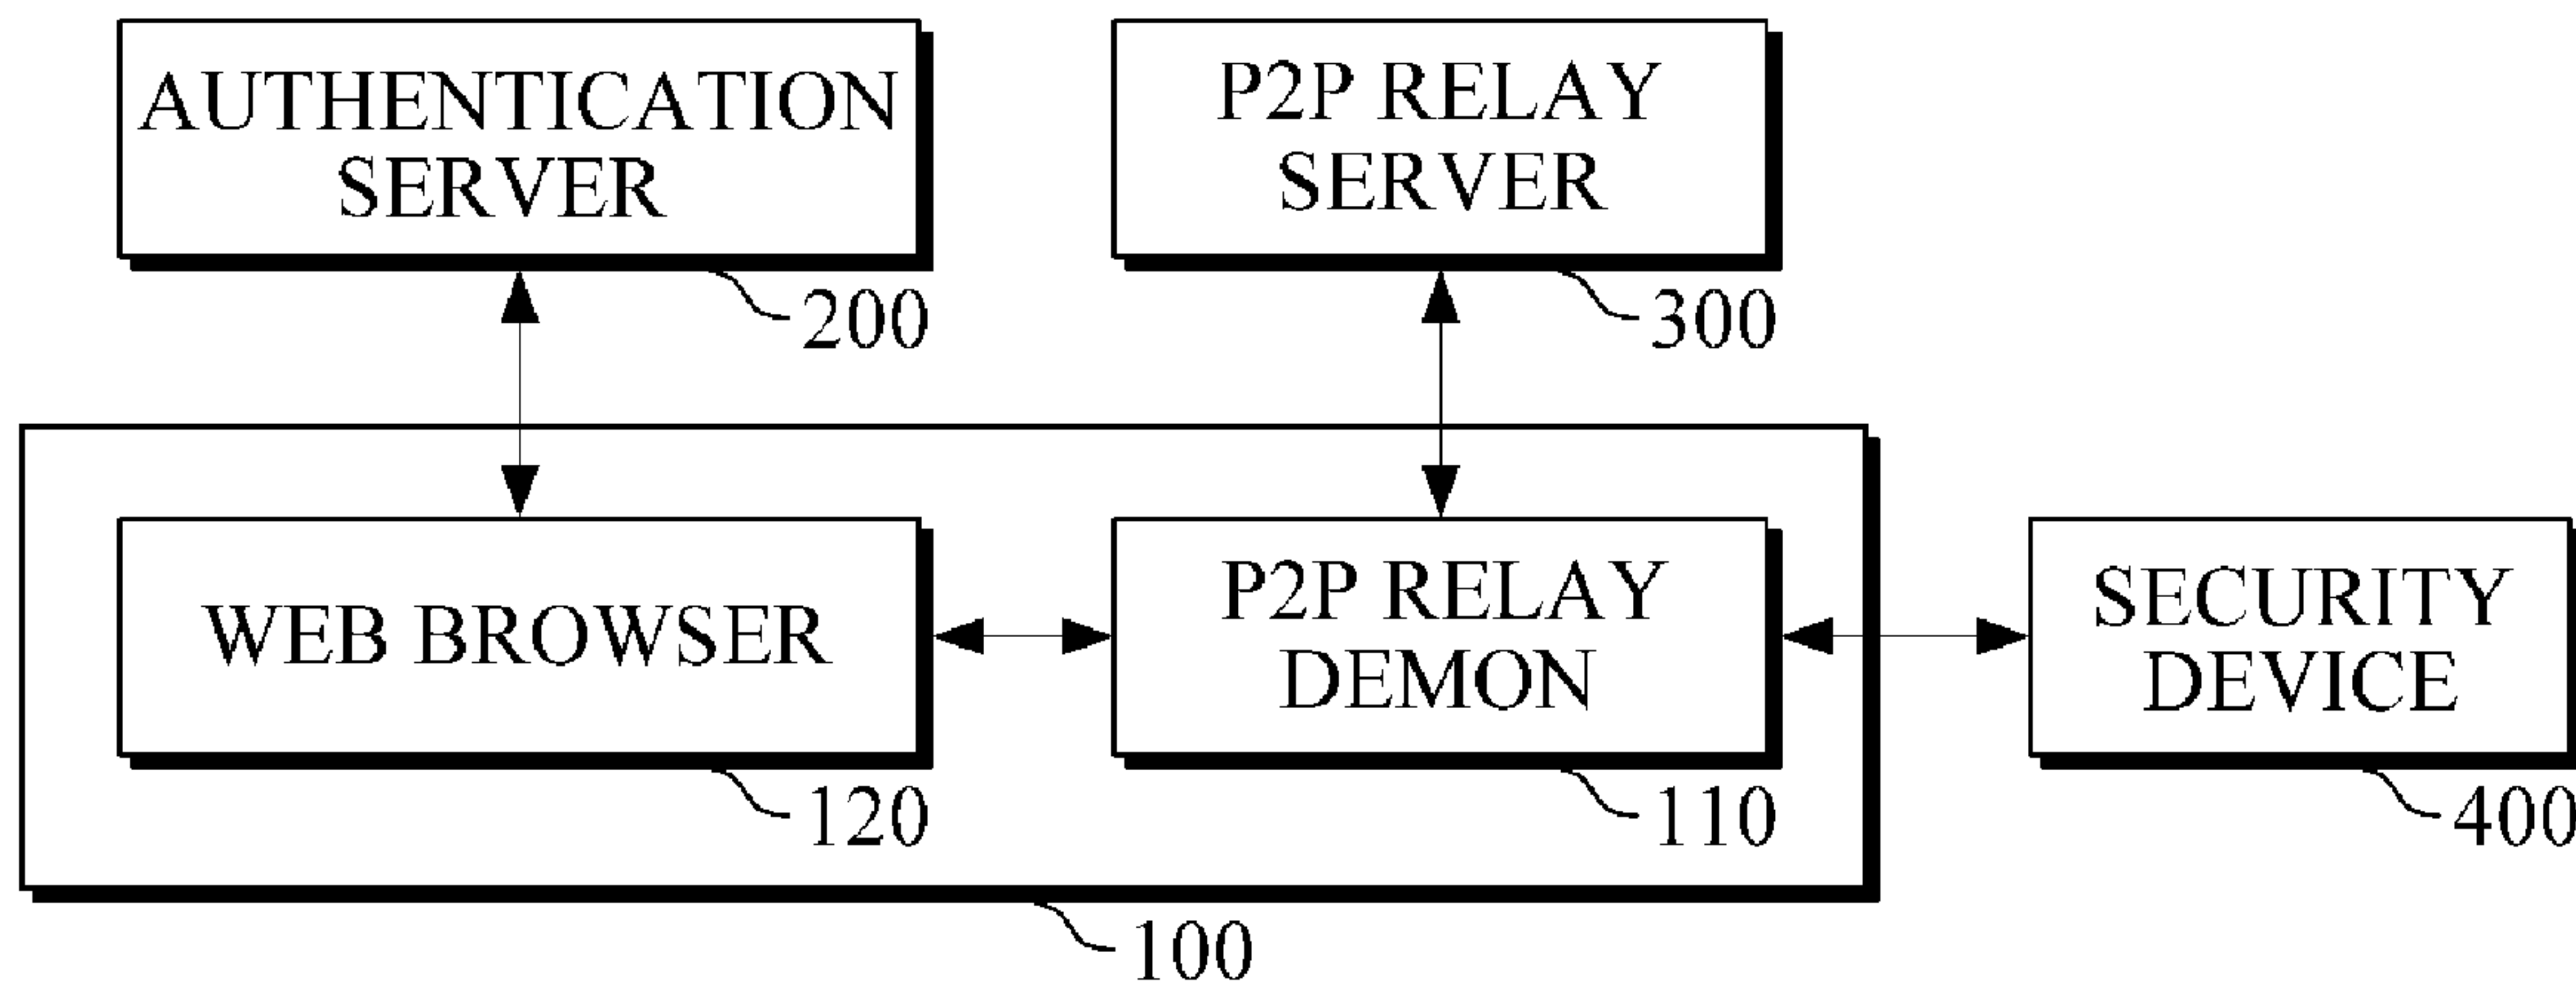 AUTHENTICATION
SERVER
200
P2P RELAY
SERVER
300
WEB BROWSER
120
P2P RELAY
DEMON
110
SECURITY
DEVICE
400
100